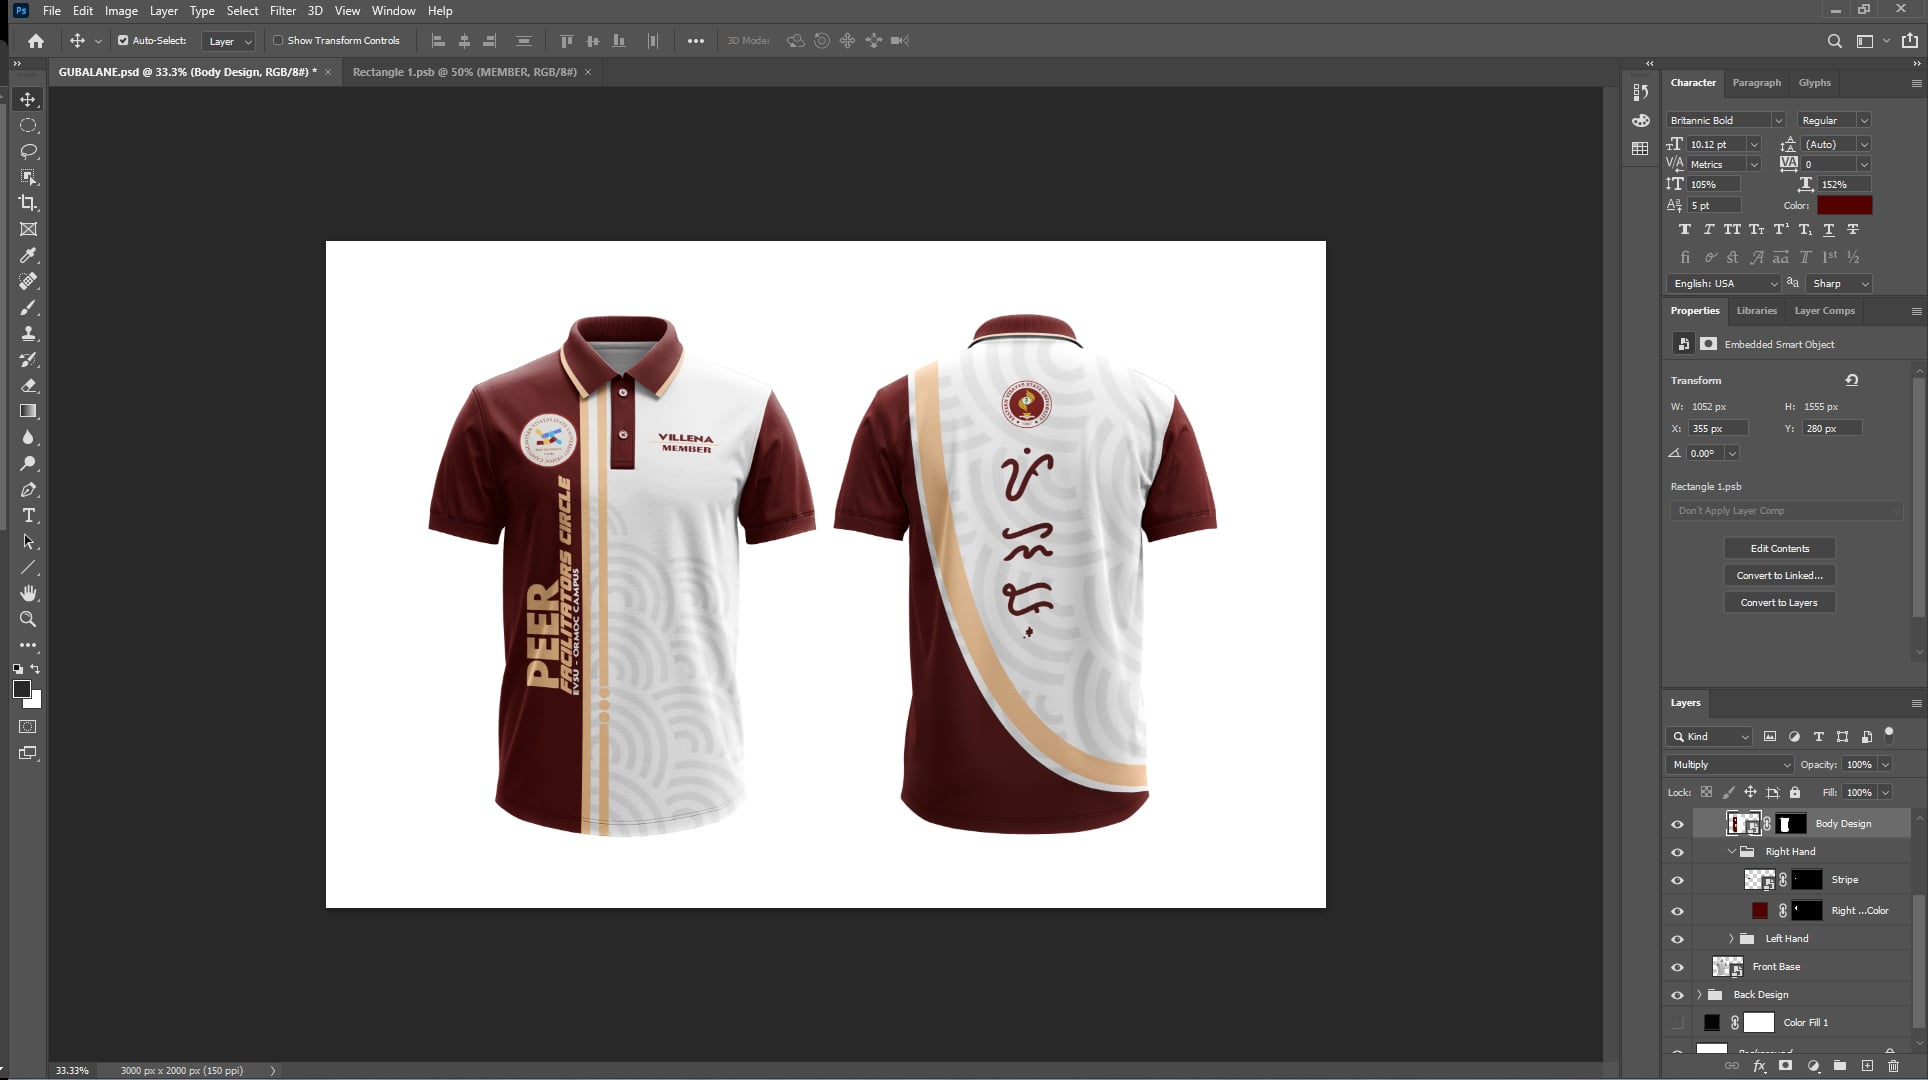 Ps File Edit Image Layer Type Select Filter 3D View Window Help
Auto-Select: Layer Show Transform Controls ••• 3D Mode:
GUBALANE.psd @ 33.3% (Body Design, RGB/8#) * × Rectangle 1.psb @ 50% (MEMBER, RGB/8#) ×
VILLENA
MEMBER
PEER
FACILITATORS CIRCLE
EVSU - ORMOC CAMPUS
EASTERN VISAYAS STATE UNIVERSITY
ᜉᜒ
ᜐ
Character Paragraph Glyphs
Britannic Bold Regular
10.12 pt (Auto)
Metrics 0
105% 152%
5 pt Color:
English: USA Sharp
Properties Libraries Layer Comps
Embedded Smart Object
Transform
W: 1052 px H: 1555 px
X: 355 px Y: 280 px
0.00°
Rectangle 1.psb
Don't Apply Layer Comp
Edit Contents
Convert to Linked...
Convert to Layers
Layers
Kind
Multiply Opacity: 100%
Lock: Fill: 100%
Body Design
Right Hand
Stripe
Right ...Color
Left Hand
Front Base
Back Design
Color Fill 1
Background
33.33% 3000 px x 2000 px (150 ppi)